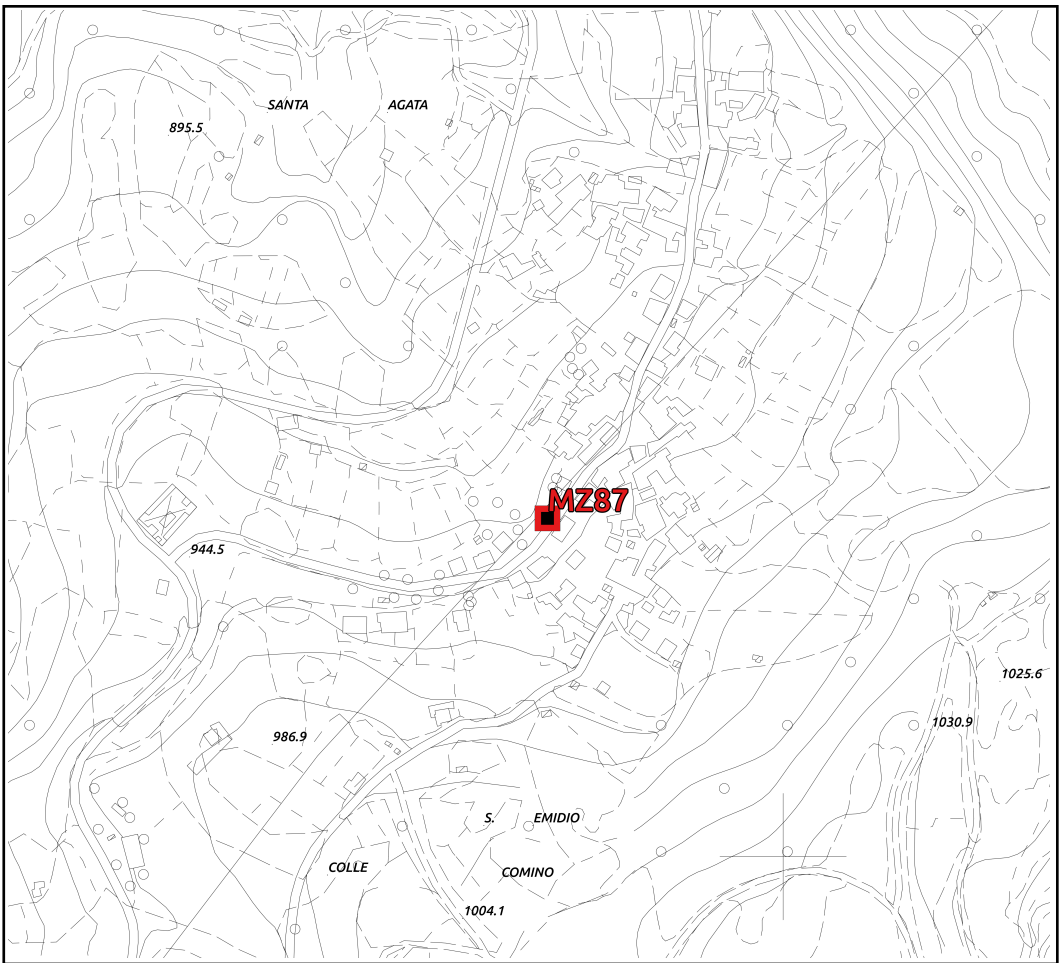 SANTA AGATA
895.5
MZ87
944.5
1025.6
1030.9
986.9
S. EMIDIO
COLLE COMINO
1004.1